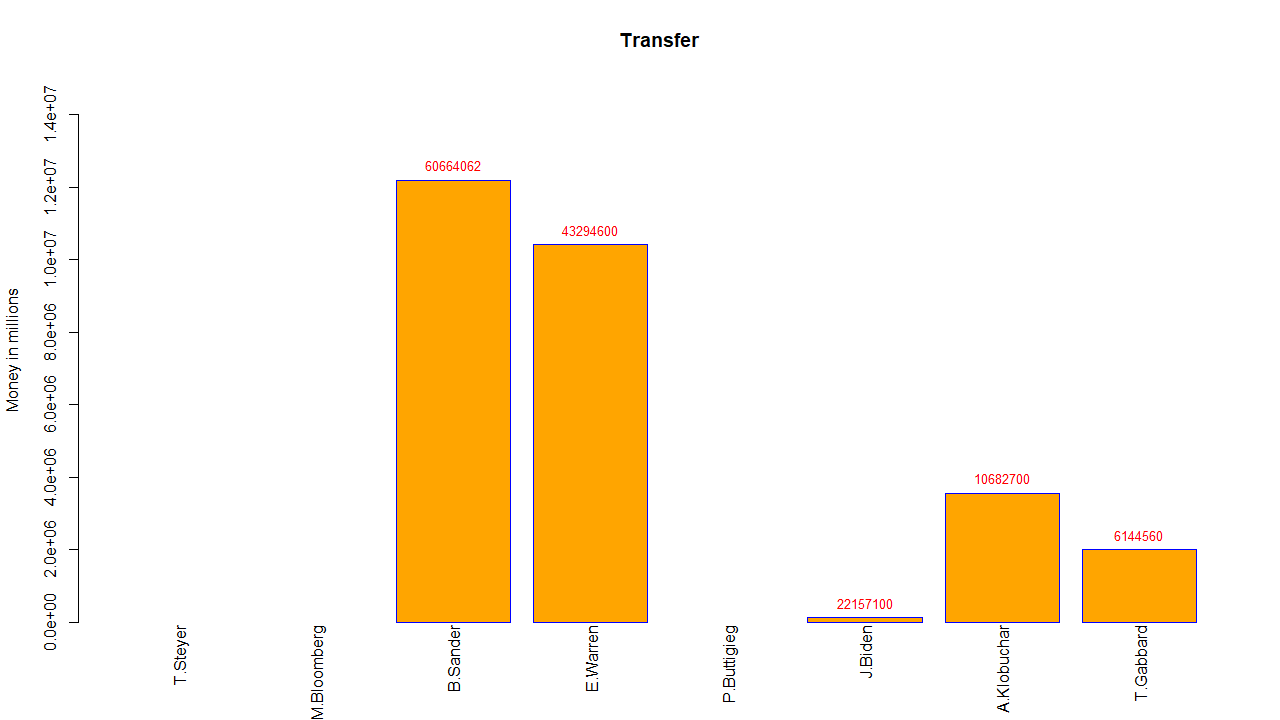 Transfer
Money in millions
1.4e+07
1.2e+07
1.0e+07
8.0e+06
6.0e+06
4.0e+06
2.0e+06
0.0e+00
60664062
43294600
22157100
10682700
6144560
T.Steyer
M.Bloomberg
B.Sander
E.Warren
P.Buttigieg
J.Biden
A.Klobuchar
T.Gabbard